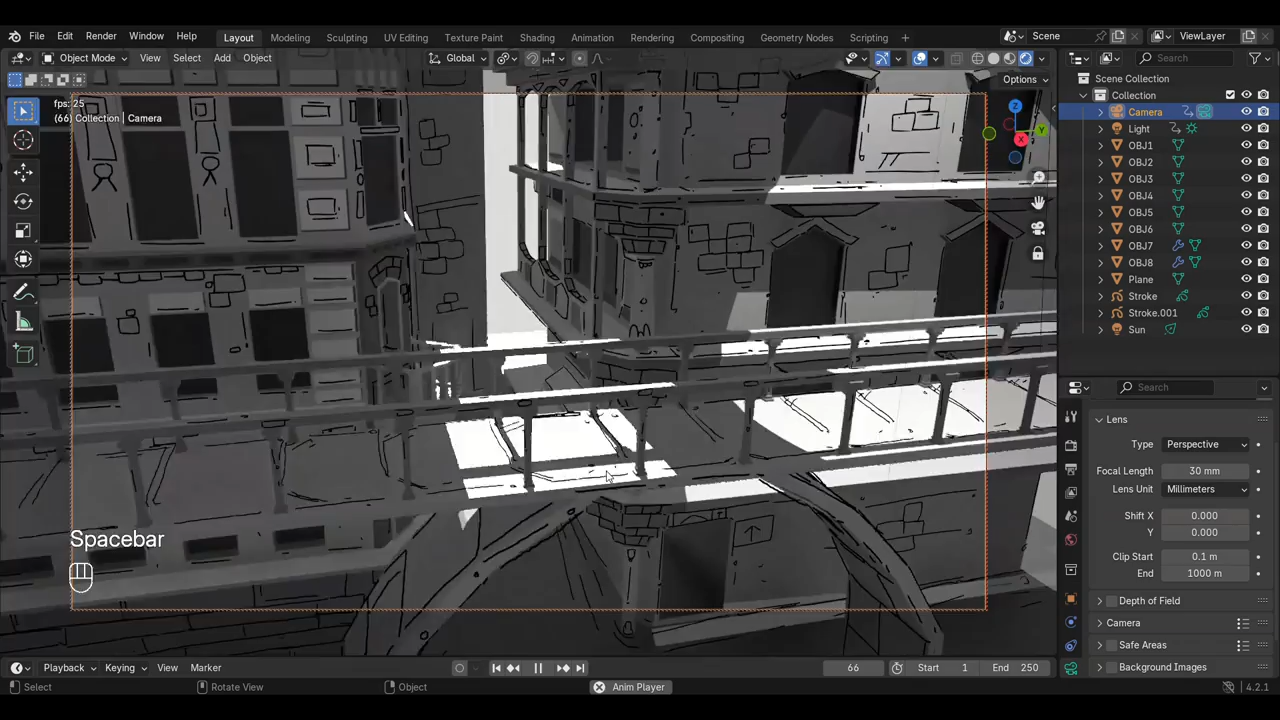 File Edit Render Window Help Layout Modeling Sculpting UV Editing Texture Paint Shading Animation Rendering Compositing Geometry Nodes Scripting + Scene ViewLayer
Object Mode View Select Add Object Global Search
Options
fps: 25
(66) Collection | Camera
Z
Y
X
Scene Collection
Collection
Camera
Light
OBJ1
OBJ2
OBJ3
OBJ4
OBJ5
OBJ6
OBJ7
OBJ8
Plane
Stroke
Stroke.001
Sun
Search
Lens
Type Perspective
Focal Length 30 mm
Lens Unit Millimeters
Shift X 0.000
Y 0.000
Clip Start 0.1 m
End 1000 m
Depth of Field
Camera
Safe Areas
Background Images
Spacebar
Playback Keying View Marker 66 Start 1 End 250
Select Rotate View Object Anim Player 4.2.1